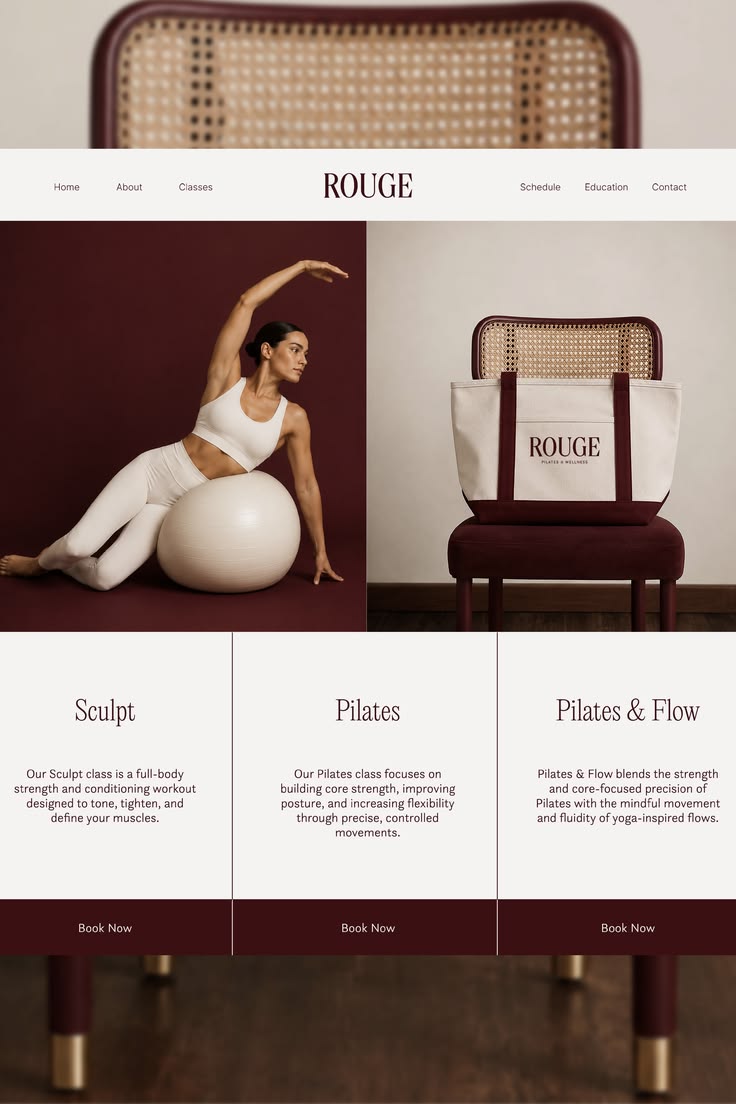 Home
About
Classes
ROUGE
Schedule
Education
Contact
ROUGE
PILATES & WELLNESS
Sculpt
Our Sculpt class is a full-body
strength and conditioning workout
designed to tone, tighten, and
define your muscles.
Book Now
Pilates
Our Pilates class focuses on
building core strength, improving
posture, and increasing flexibility
through precise, controlled
movements.
Book Now
Pilates & Flow
Pilates & Flow blends the strength
and core-focused precision of
Pilates with the mindful movement
and fluidity of yoga-inspired flows.
Book Now